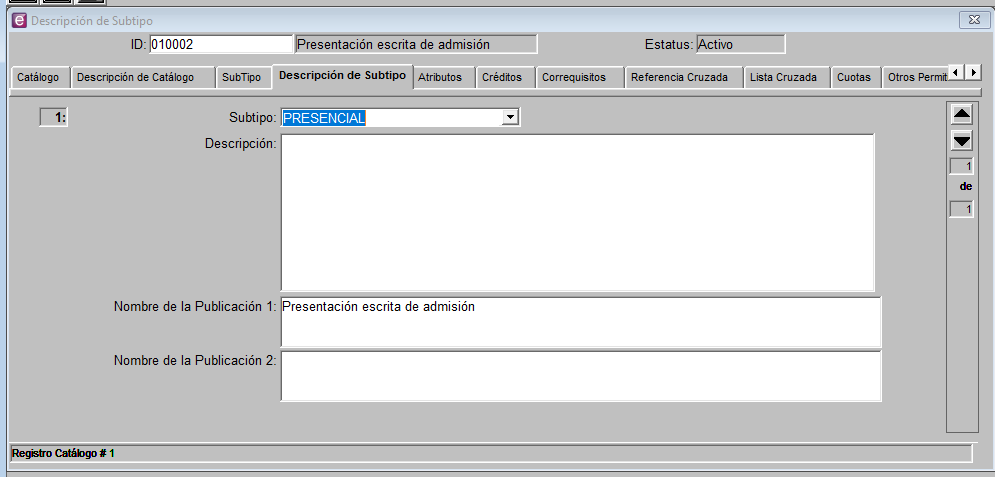 e Descripción de Subtipo
ID: 010002 Presentación escrita de admisión Estatus: Activo
Catálogo Descripción de Catálogo SubTipo Descripción de Subtipo Atributos Créditos Correquisitos Referencia Cruzada Lista Cruzada Cuotas Otros Permit
1: Subtipo: PRESENCIAL
Descripción:
1
de
1
Nombre de la Publicación 1: Presentación escrita de admisión
Nombre de la Publicación 2:
Registro Catálogo # 1